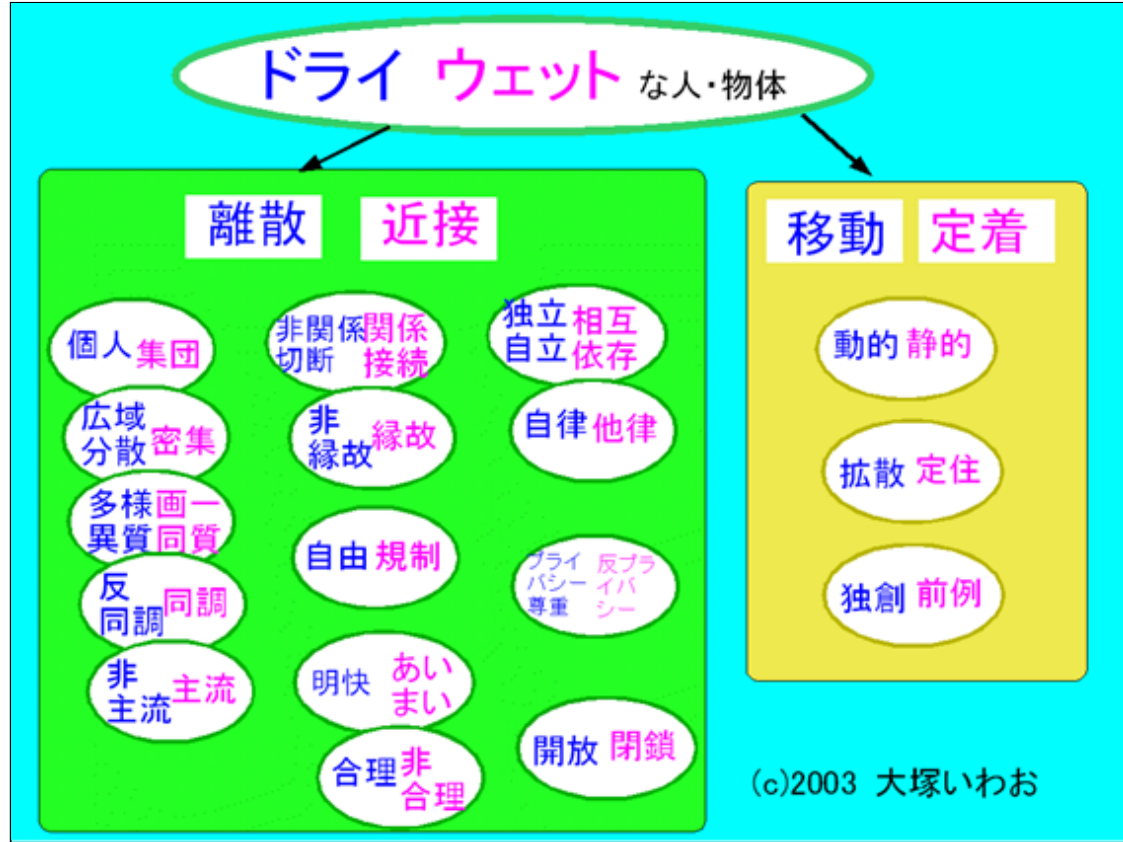 ドライ ウェット な人・物体
離散 近接
個人 集団
広域
分散 密集
多様 画一
異質 同質
反
同調 同調
非
主流 主流
非関係 関係
切断 接続
非
縁故 縁故
自由 規制
明快 あい
まい
合理 非
合理
独立 相互
自立 依存
自律 他律
プライ 反プラ
バシー イバ
尊重 シー
開放 閉鎖
移動 定着
動的 静的
拡散 定住
独創 前例
(c)2003 大塚いわお